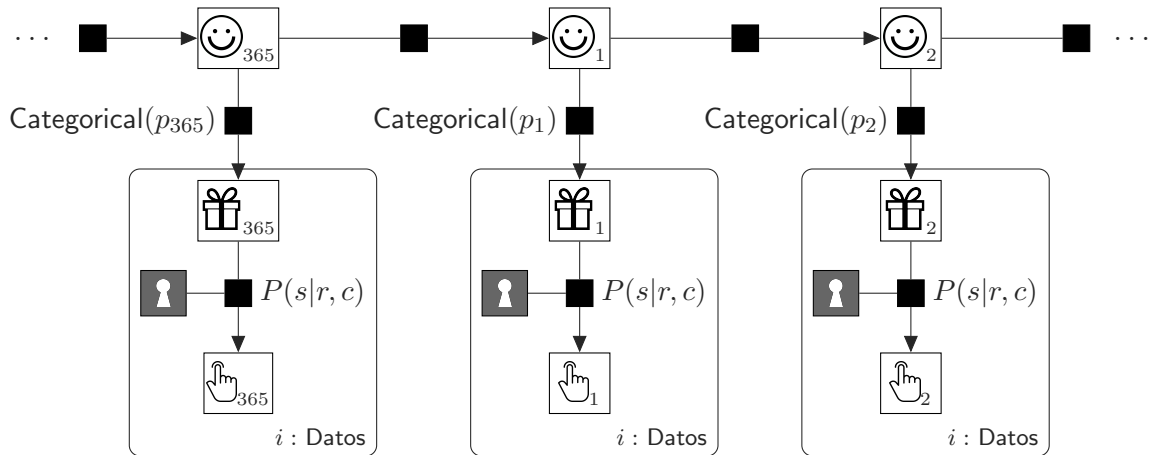 ··· 365 1 2 ···
Categorical(p₃₆₅) Categorical(p₁) Categorical(p₂)
365 1 2
P(s|r, c) P(s|r, c) P(s|r, c)
365 1 2
i : Datos i : Datos i : Datos